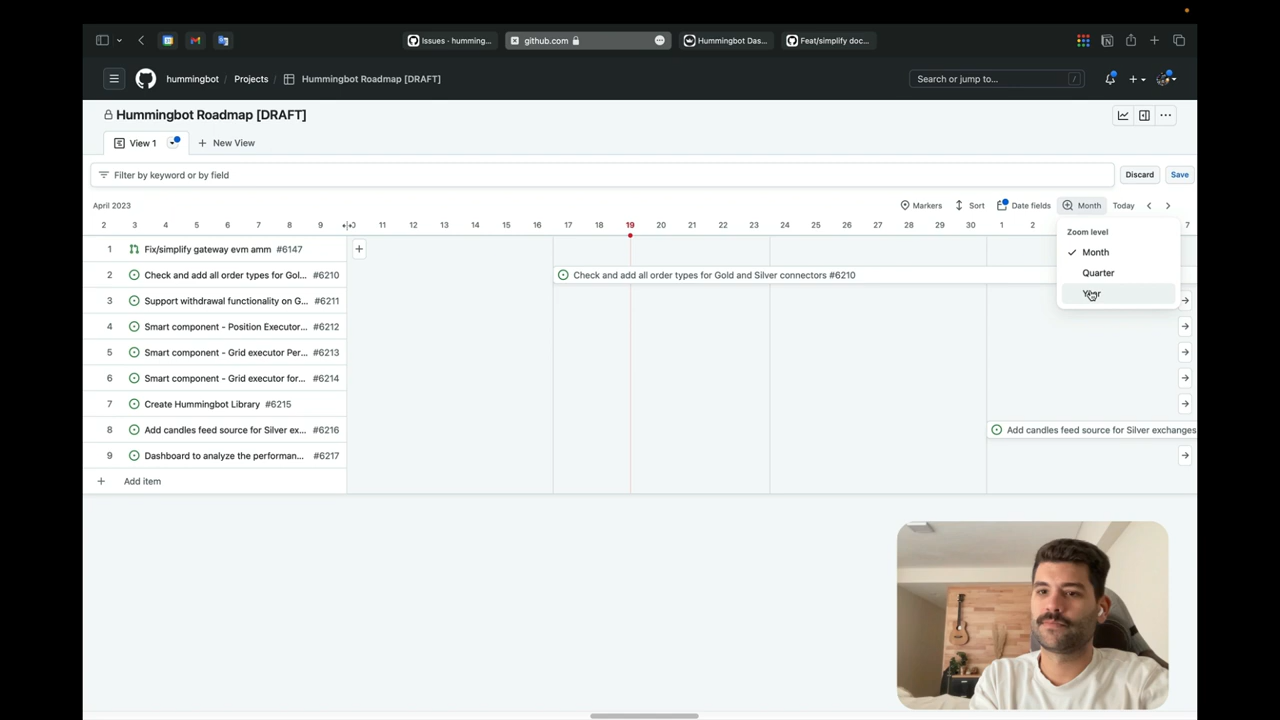 Issues - humming...
github.com
Hummingbot Das...
Feat/simplify doc...
hummingbot / Projects / Hummingbot Roadmap [DRAFT]
Search or jump to... /
Hummingbot Roadmap [DRAFT]
View 1
New View
Filter by keyword or by field
Discard
Save
April 2023
Markers
Sort
Date fields
Month
Today
2 3 4 5 6 7 8 9 11 12 13 14 15 16 17 18 19 20 21 22 23 24 25 26 27 28 29 30 1 2 7
Zoom level
Month
Quarter
Year
1 Fix/simplify gateway evm amm #6147
2 Check and add all order types for Gol... #6210
Check and add all order types for Gold and Silver connectors #6210
3 Support withdrawal functionality on G... #6211
4 Smart component - Position Executor... #6212
5 Smart component - Grid executor Per... #6213
6 Smart component - Grid executor for... #6214
7 Create Hummingbot Library #6215
8 Add candles feed source for Silver ex... #6216
Add candles feed source for Silver exchanges
9 Dashboard to analyze the performan... #6217
+ Add item